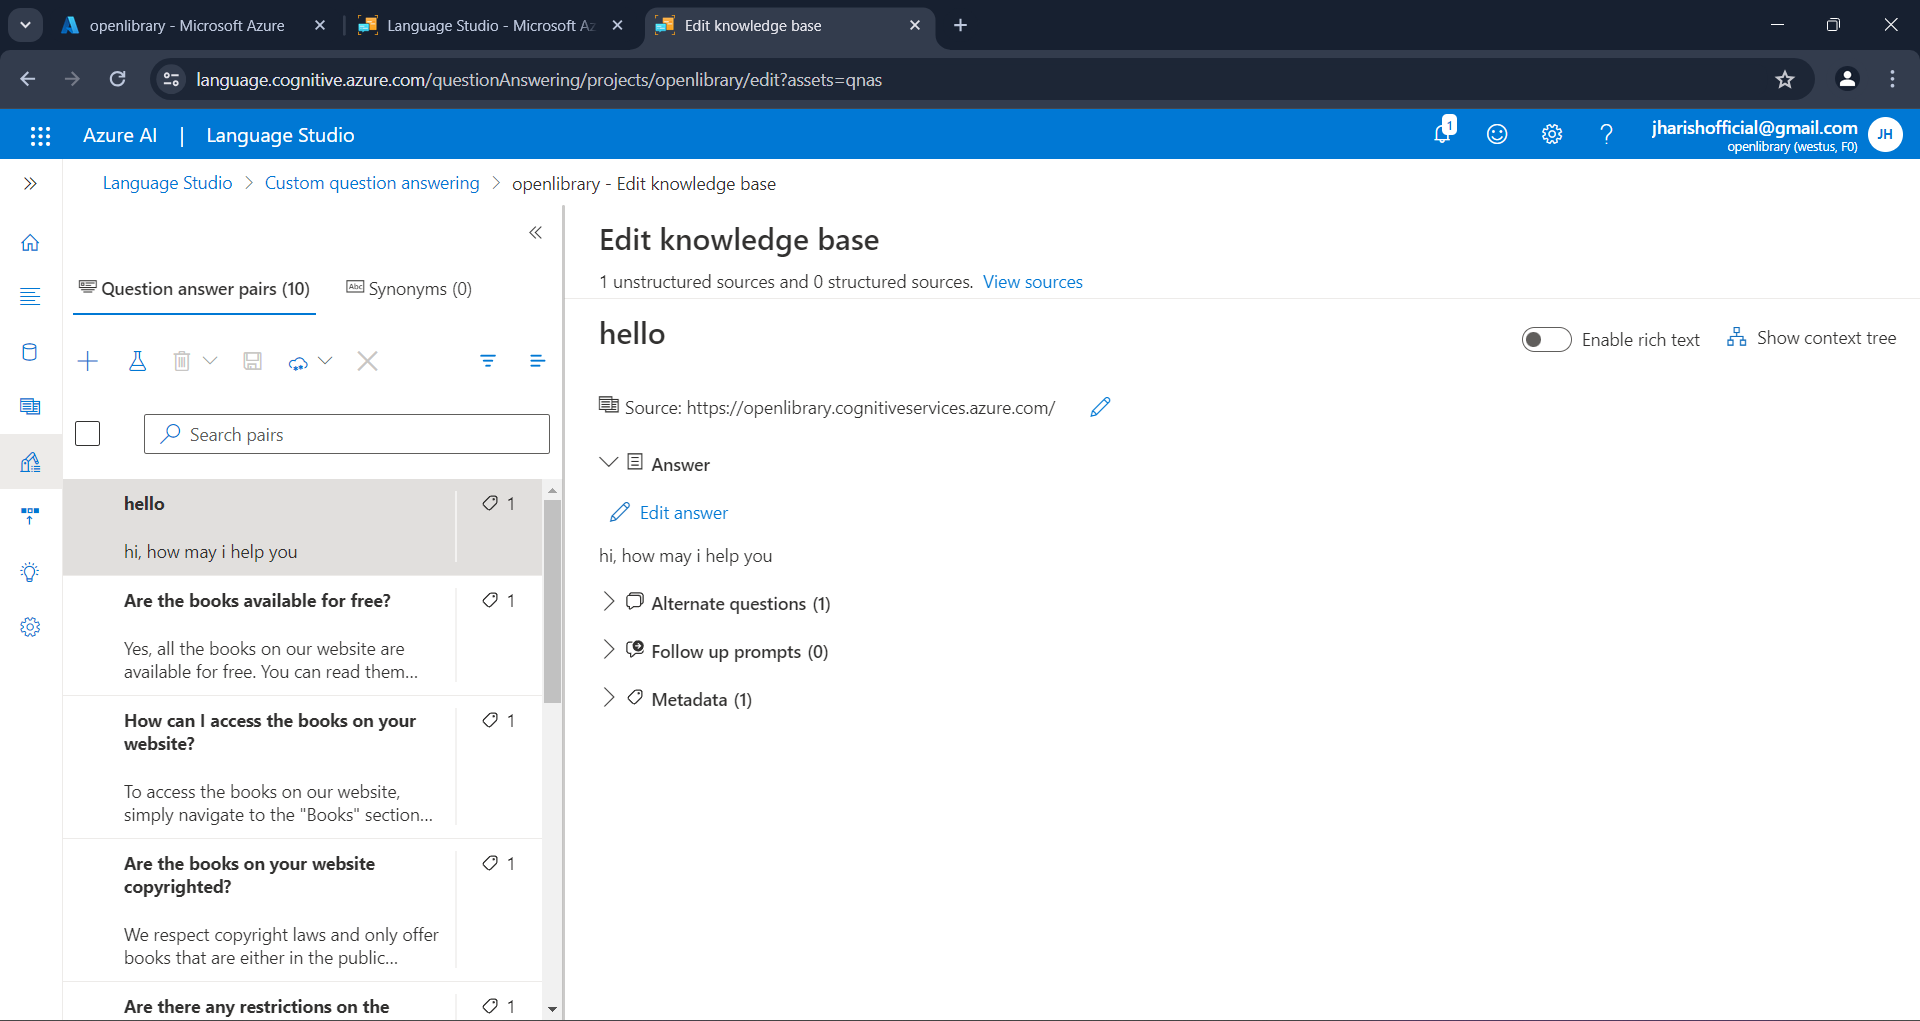 openlibrary - Microsoft Azure
Language Studio - Microsoft Az
Edit knowledge base
language.cognitive.azure.com/questionAnswering/projects/openlibrary/edit?assets=qnas
Azure AI | Language Studio
1
jharishofficial@gmail.com
openlibrary (westus, F0)
JH
Language Studio > Custom question answering > openlibrary - Edit knowledge base
Question answer pairs (10)
Abc Synonyms (0)
Search pairs
hello
1
hi, how may i help you
Are the books available for free?
1
Yes, all the books on our website are
available for free. You can read them...
How can I access the books on your
website?
1
To access the books on our website,
simply navigate to the "Books" section...
Are the books on your website
copyrighted?
1
We respect copyright laws and only offer
books that are either in the public...
Are there any restrictions on the
1
Edit knowledge base
1 unstructured sources and 0 structured sources. View sources
hello
Enable rich text
Show context tree
Source: https://openlibrary.cognitiveservices.azure.com/
Answer
Edit answer
hi, how may i help you
Alternate questions (1)
Follow up prompts (0)
Metadata (1)